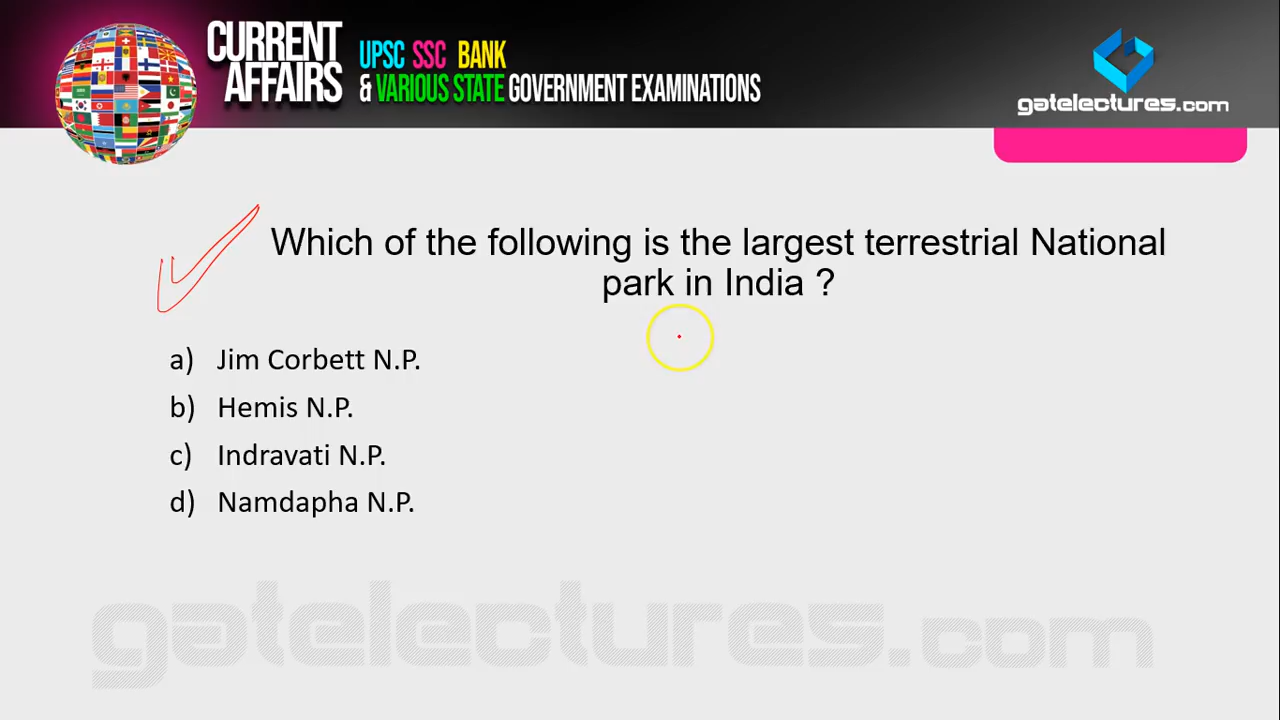 CURRENT
AFFAIRS
UPSC SSC BANK
& VARIOUS STATE GOVERNMENT EXAMINATIONS
gatelectures.com
Which of the following is the largest terrestrial National
park in India ?
a) Jim Corbett N.P.
b) Hemis N.P.
c) Indravati N.P.
d) Namdapha N.P.
gatelectures.com